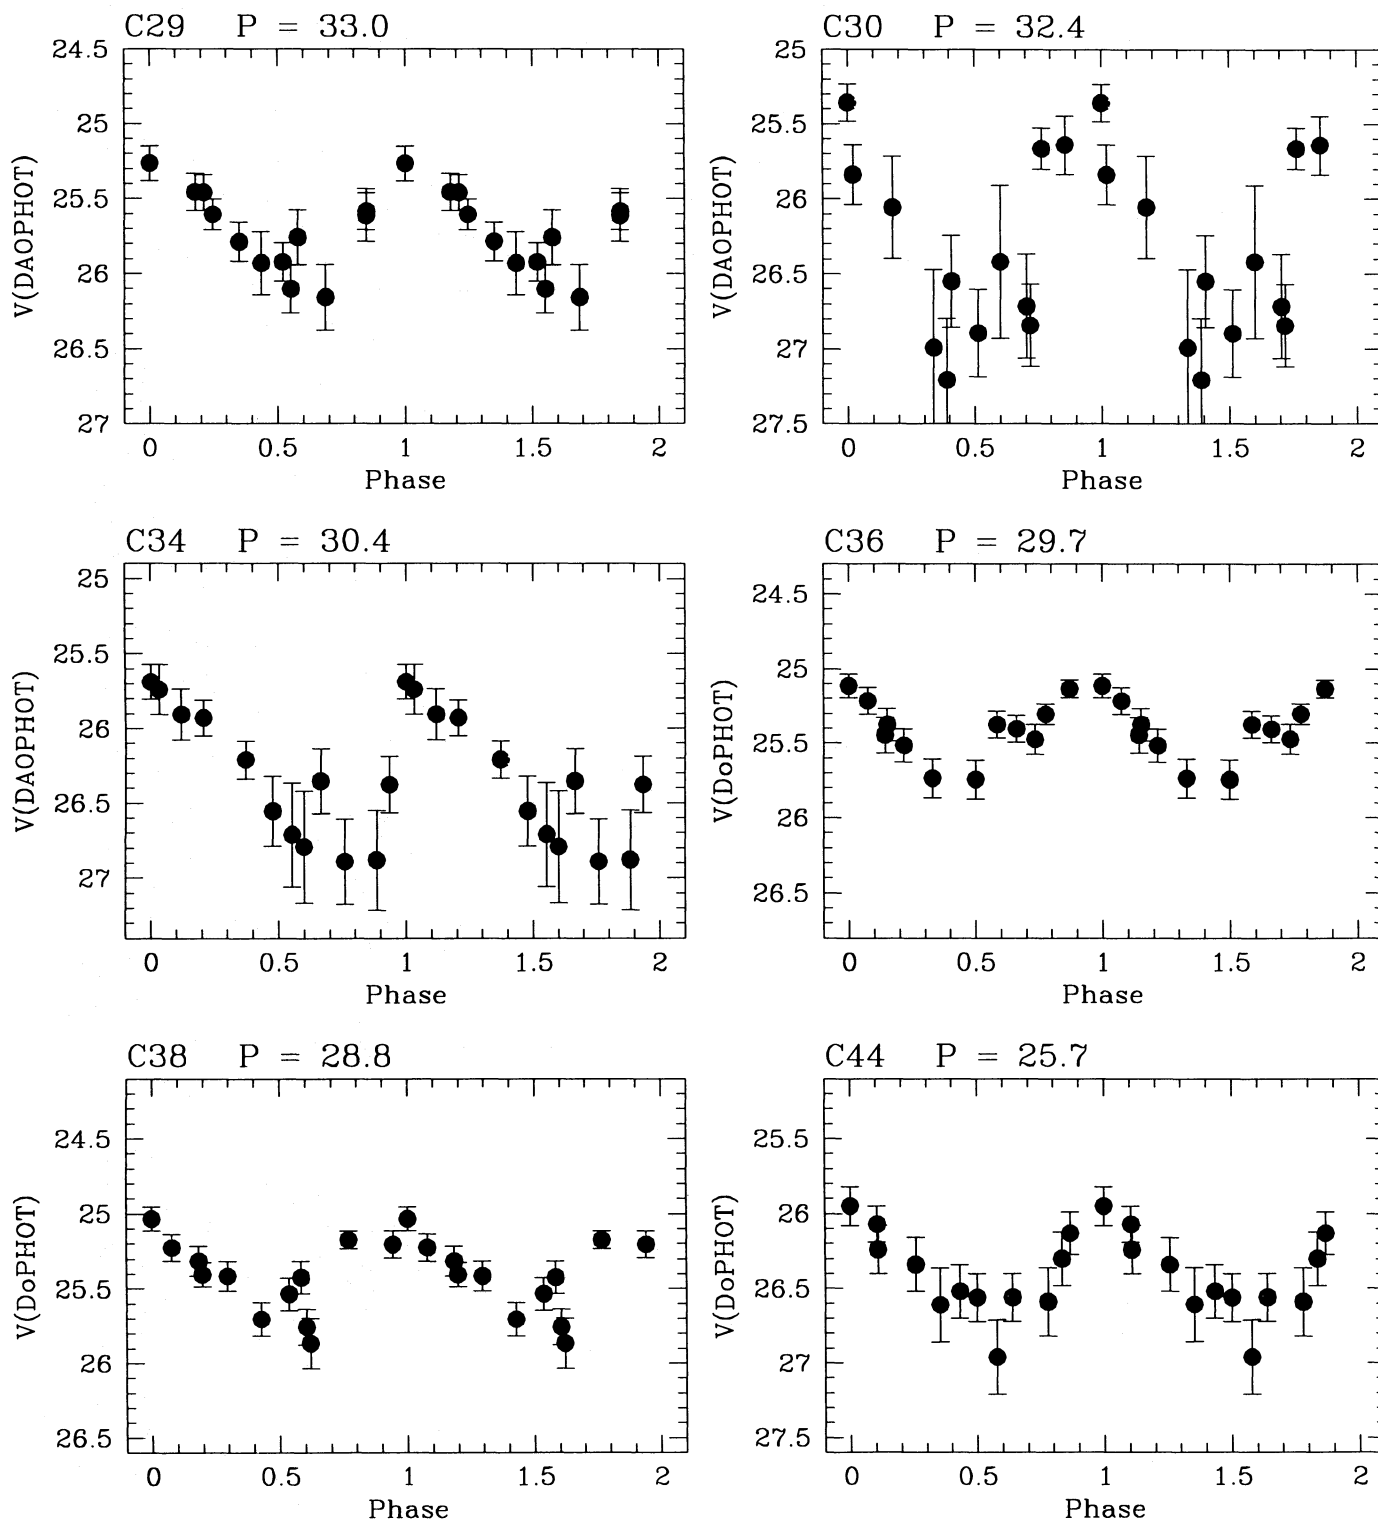 C29 P = 33.0
24.5
25
25.5
26
26.5
27
V(DAOPHOT)
0 0.5 1 1.5 2
Phase
C30 P = 32.4
25
25.5
26
26.5
27
27.5
V(DAOPHOT)
0 0.5 1 1.5 2
Phase
C34 P = 30.4
25
25.5
26
26.5
27
V(DAOPHOT)
0 0.5 1 1.5 2
Phase
C36 P = 29.7
24.5
25
25.5
26
26.5
V(DoPHOT)
0 0.5 1 1.5 2
Phase
C38 P = 28.8
24.5
25
25.5
26
26.5
V(DoPHOT)
0 0.5 1 1.5 2
Phase
C44 P = 25.7
25.5
26
26.5
27
27.5
V(DoPHOT)
0 0.5 1 1.5 2
Phase